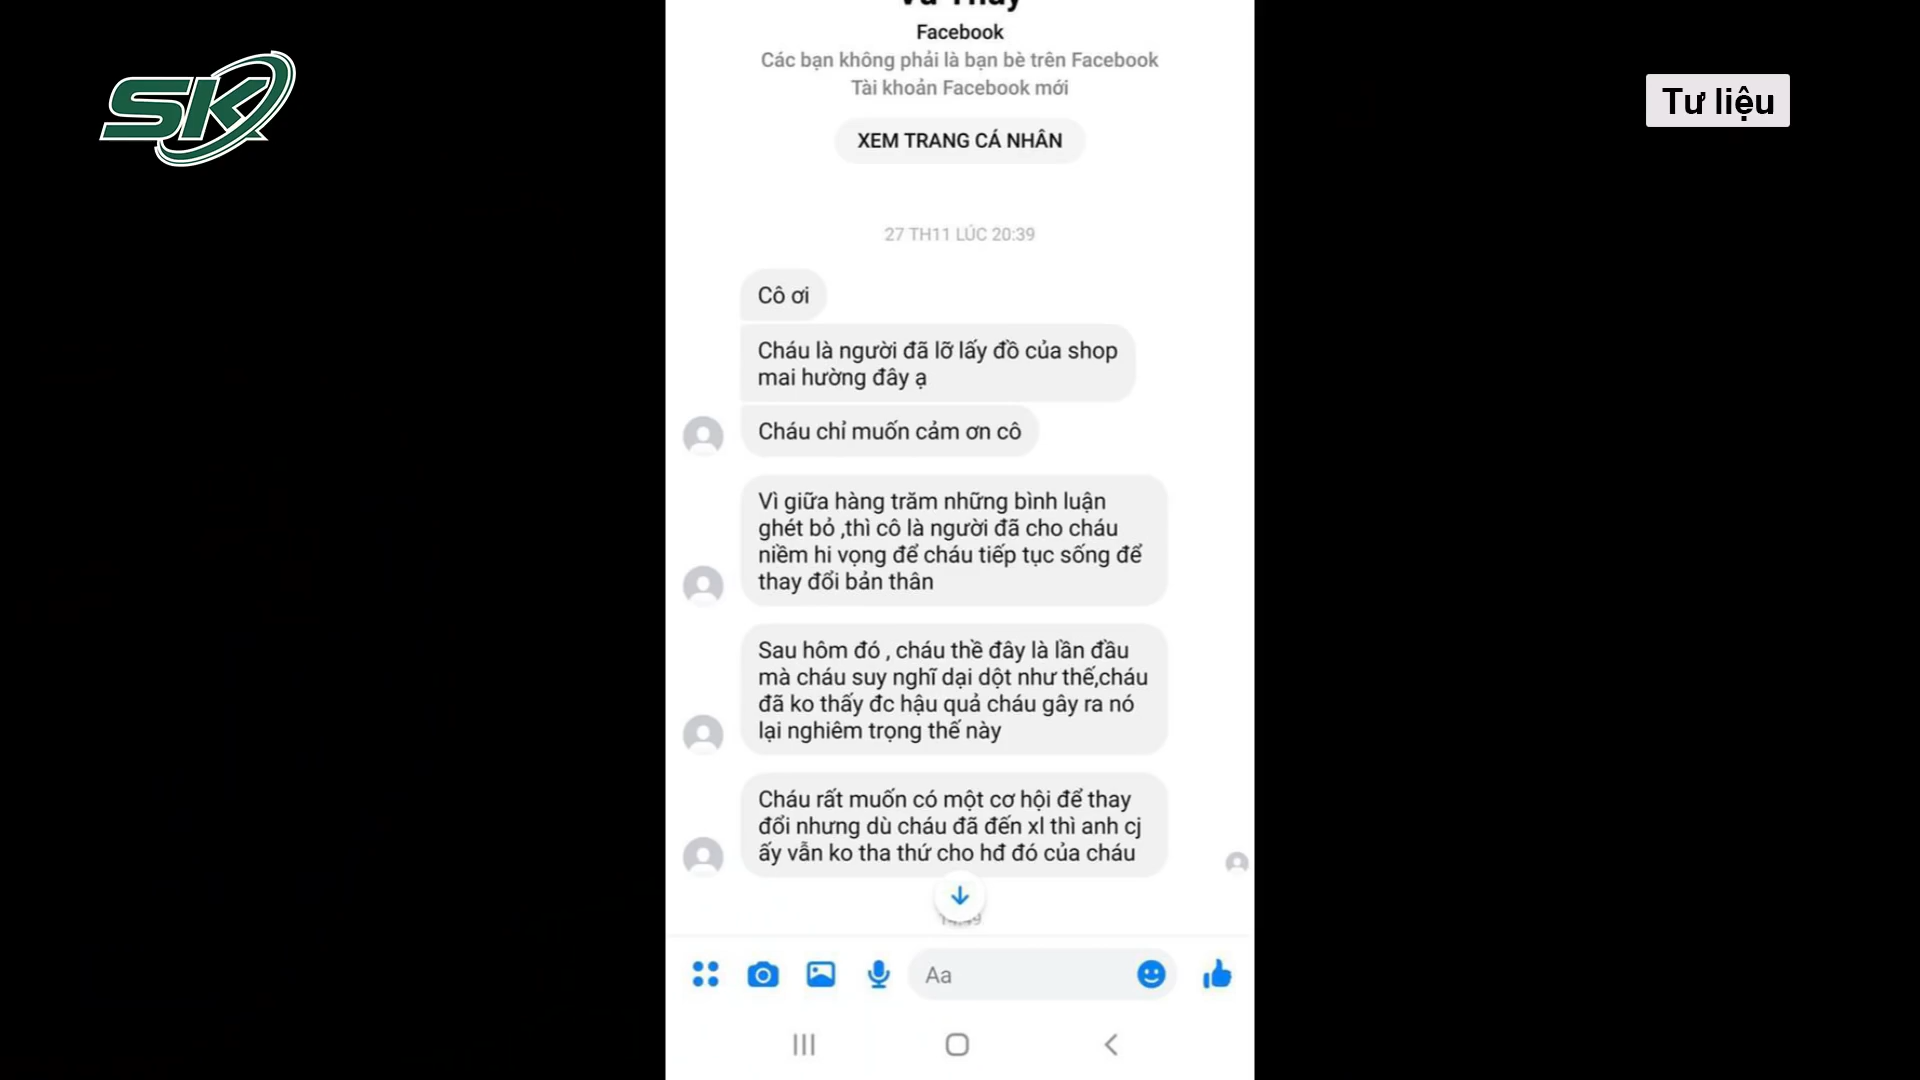 SK
Tư liệu
Facebook
Các bạn không phải là bạn bè trên Facebook
Tài khoản Facebook mới
XEM TRANG CÁ NHÂN
27 TH11 LÚC 20:39
Cô ơi
Cháu là người đã lỡ lấy đồ của shop
mai hường đây ạ
Cháu chỉ muốn cảm ơn cô
Vì giữa hàng trăm những bình luận
ghét bỏ ,thì cô là người đã cho cháu
niềm hi vọng để cháu tiếp tục sống để
thay đổi bản thân
Sau hôm đó , cháu thề đây là lần đầu
mà cháu suy nghĩ dại dột như thế,cháu
đã ko thấy đc hậu quả cháu gây ra nó
lại nghiêm trọng thế này
Cháu rất muốn có một cơ hội để thay
đổi nhưng dù cháu đã đến xl thì anh cj
ấy vẫn ko tha thứ cho hđ đó của cháu
Aa